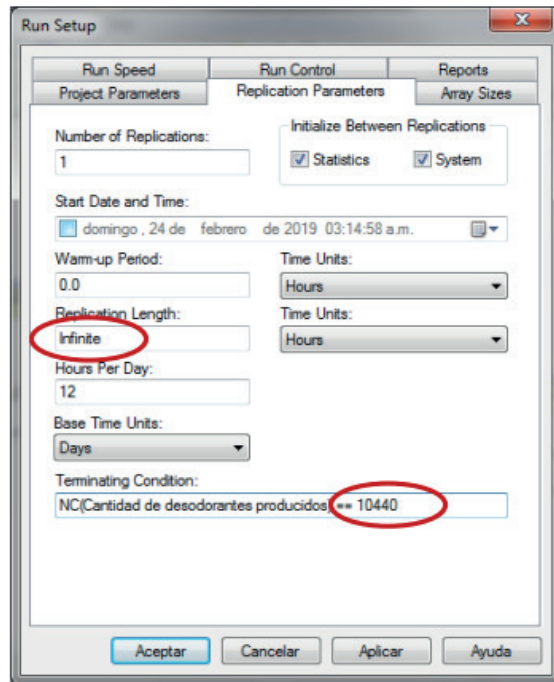 Run Setup
Run Speed Run Control Reports
Project Parameters Replication Parameters Array Sizes
Number of Replications:
1
Initialize Between Replications
Statistics System
Start Date and Time:
domingo , 24 de febrero de 2019 03:14:58 a.m.
Warm-up Period: Time Units:
0.0 Hours
Replication Length: Time Units:
Infinite Hours
Hours Per Day:
12
Base Time Units:
Days
Terminating Condition:
NC(Cantidad de desodorantes producidos) == 10440
Aceptar Cancelar Aplicar Ayuda